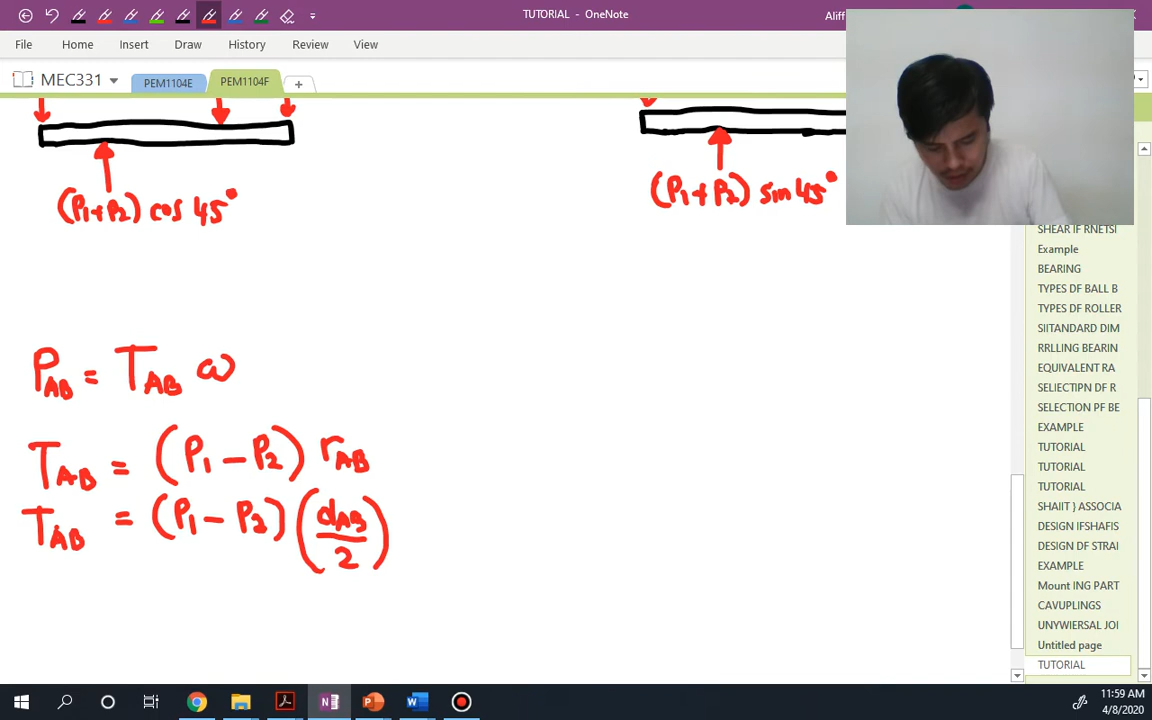 TUTORIAL - OneNote
Aliff
File Home Insert Draw History Review View
MEC331
PEM1104E
PEM1104F
(P1+P2) cos 45°
(P1+P2) sin 45°
PAB = TAB ω
TAB = (P1 - P2) rAB
TAB = (P1 - P2) (dAB/2)
SHEAR IF RNETSI
Example
BEARING
TYPES DF BALL B
TYPES DF ROLLER
SIITANDARD DIM
RRLLING BEARIN
EQUIVALENT RA
SELIECTIPN DF R
SELECTION PF BE
EXAMPLE
TUTORIAL
TUTORIAL
TUTORIAL
SHAIIT } ASSOCIA
DESIGN IFSHAFIS
DESIGN DF STRAI
EXAMPLE
Mount ING PART
CAVUPLINGS
UNYWIERSAL JOI
Untitled page
TUTORIAL
11:59 AM
4/8/2020